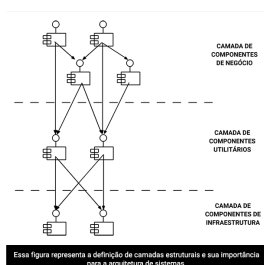 CAMADA DE
COMPONENTES
DE NEGÓCIO
CAMADA DE
COMPONENTES
UTILITÁRIOS
CAMADA DE
COMPONENTES DE
INFRAESTRUTURA
Essa figura representa a definição de camadas estruturais e sua importância
para a arquitetura de sistemas